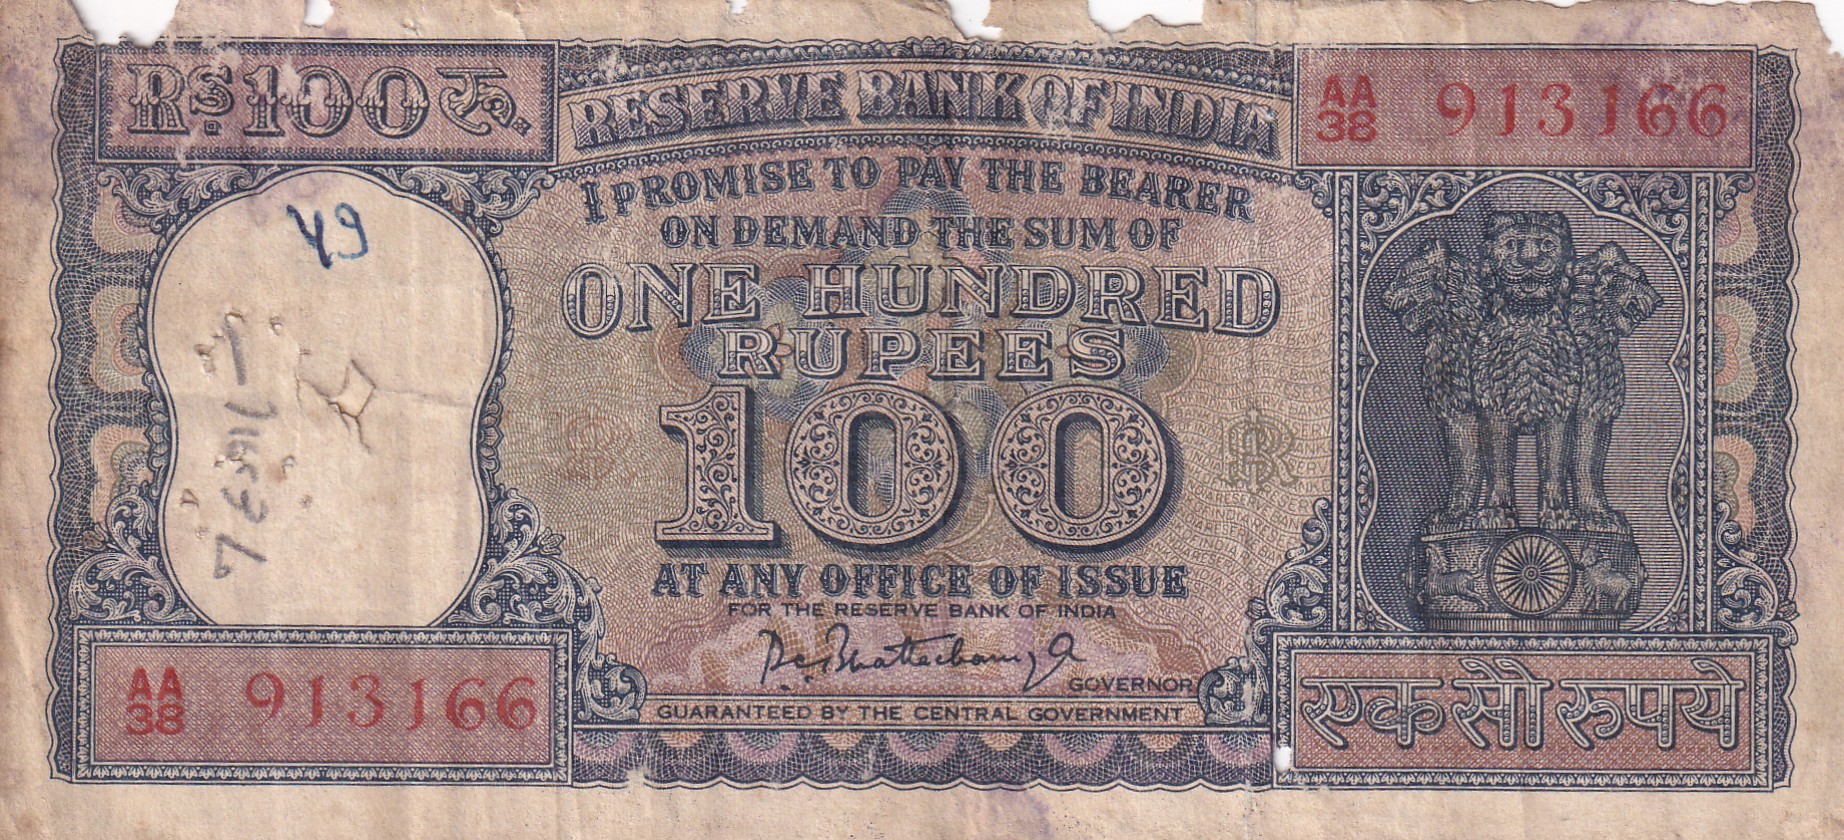 Rs.100रु.
RESERVE BANK OF INDIA
AA
38 913166
I PROMISE TO PAY THE BEARER
ON DEMAND THE SUM OF
ONE HUNDRED
RUPEES
100
AT ANY OFFICE OF ISSUE
FOR THE RESERVE BANK OF INDIA
P.C. Bhattacharyya
GOVERNOR
GUARANTEED BY THE CENTRAL GOVERNMENT
AA
38 913166
एक सौ रुपये